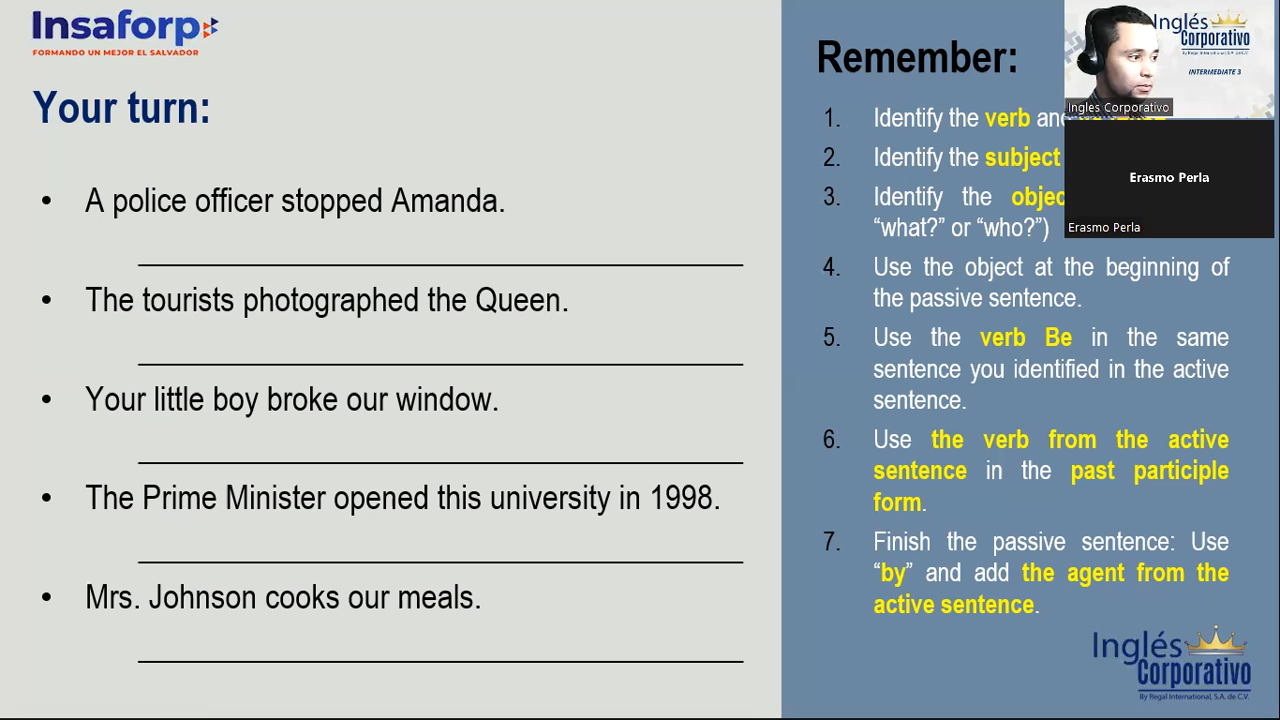 Insaforp
FORMANDO UN MEJOR EL SALVADOR
Your turn:
• A police officer stopped Amanda.
• The tourists photographed the Queen.
• Your little boy broke our window.
• The Prime Minister opened this university in 1998.
• Mrs. Johnson cooks our meals.
Remember:
1. Identify the verb and
2. Identify the subject
3. Identify the
“what?” or “who?”)
4. Use the object at the beginning of
the passive sentence.
5. Use the verb Be in the same
sentence you identified in the active
sentence.
6. Use the verb from the active
sentence in the past participle
form.
7. Finish the passive sentence: Use
“by” and add the agent from the
active sentence.
Inglés
Corporativo
By Regal International, S.A. de C.V.
INTERMEDIATE 3
Ingles Corporativo
Erasmo Perla
Erasmo Perla
Inglés
Corporativo
By Regal International, S.A. de C.V.